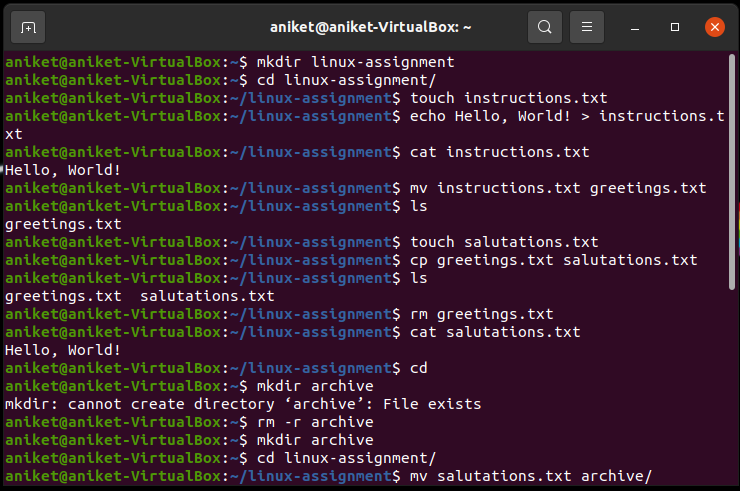 aniket@aniket-VirtualBox: ~
aniket@aniket-VirtualBox:~$ mkdir linux-assignment
aniket@aniket-VirtualBox:~$ cd linux-assignment/
aniket@aniket-VirtualBox:~/linux-assignment$ touch instructions.txt
aniket@aniket-VirtualBox:~/linux-assignment$ echo Hello, World! > instructions.t
xt
aniket@aniket-VirtualBox:~/linux-assignment$ cat instructions.txt
Hello, World!
aniket@aniket-VirtualBox:~/linux-assignment$ mv instructions.txt greetings.txt
aniket@aniket-VirtualBox:~/linux-assignment$ ls
greetings.txt
aniket@aniket-VirtualBox:~/linux-assignment$ touch salutations.txt
aniket@aniket-VirtualBox:~/linux-assignment$ cp greetings.txt salutations.txt
aniket@aniket-VirtualBox:~/linux-assignment$ ls
greetings.txt  salutations.txt
aniket@aniket-VirtualBox:~/linux-assignment$ rm greetings.txt
aniket@aniket-VirtualBox:~/linux-assignment$ cat salutations.txt
Hello, World!
aniket@aniket-VirtualBox:~/linux-assignment$ cd
aniket@aniket-VirtualBox:~$ mkdir archive
mkdir: cannot create directory ‘archive’: File exists
aniket@aniket-VirtualBox:~$ rm -r archive
aniket@aniket-VirtualBox:~$ mkdir archive
aniket@aniket-VirtualBox:~$ cd linux-assignment/
aniket@aniket-VirtualBox:~/linux-assignment$ mv salutations.txt archive/